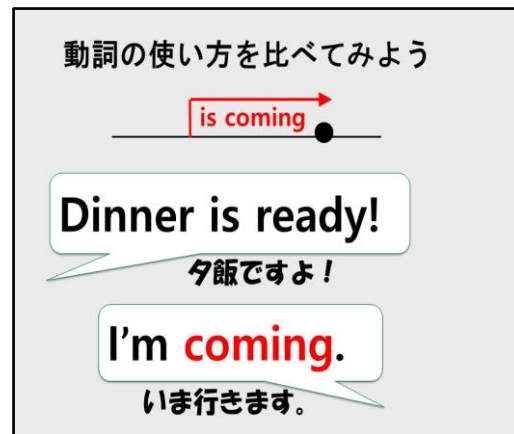 動詞の使い方を比べてみよう
is coming
Dinner is ready!
夕飯ですよ！
I'm coming.
いま行きます。